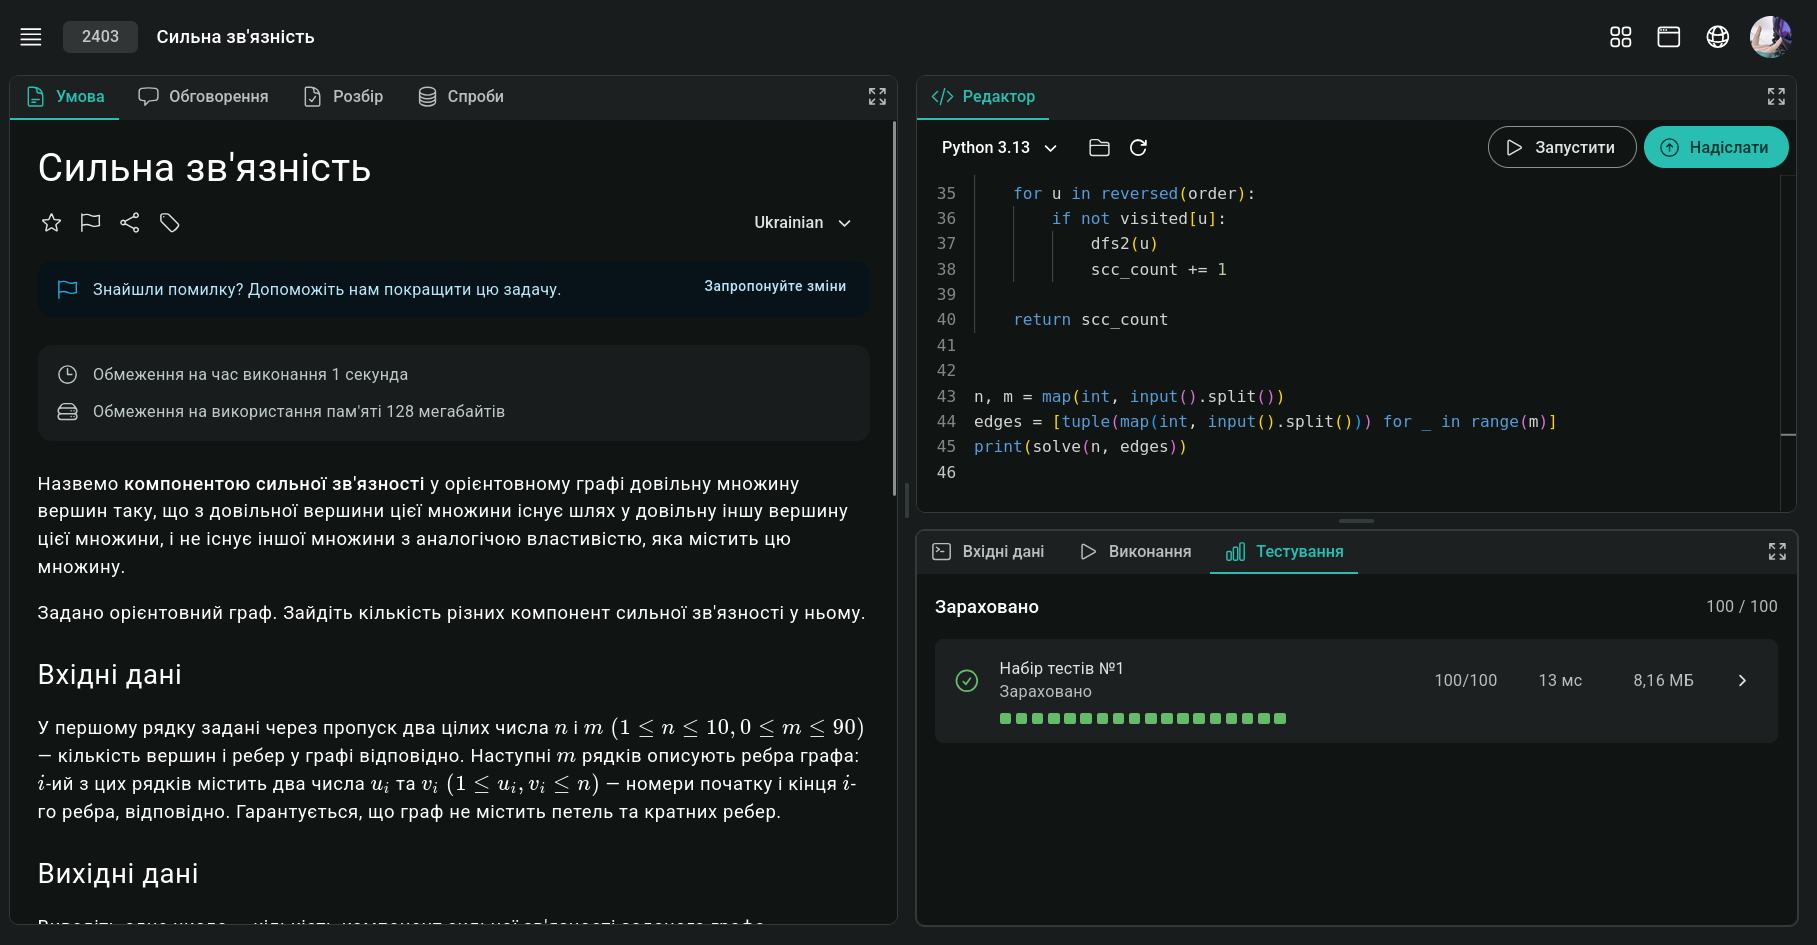 2403 Сильна зв'язність
Умова Обговорення Розбір Спроби
Сильна зв'язність
Ukrainian
Знайшли помилку? Допоможіть нам покращити цю задачу. Запропонуйте зміни
Обмеження на час виконання 1 секунда
Обмеження на використання пам'яті 128 мегабайтів
Назвемо компонентою сильної зв'язності у орієнтовному графі довільну множину
вершин таку, що з довільної вершини цієї множини існує шлях у довільну іншу вершину
цієї множини, і не існує іншої множини з аналогічою властивістю, яка містить цю
множину.
Задано орієнтовний граф. Зайдіть кількість різних компонент сильної зв'язності у ньому.
Вхідні дані
У першому рядку задані через пропуск два цілих числа n і m (1 ≤ n ≤ 10, 0 ≤ m ≤ 90)
— кількість вершин і ребер у графі відповідно. Наступні m рядків описують ребра графа:
i-ий з цих рядків містить два числа u_i та v_i (1 ≤ u_i, v_i ≤ n) — номери початку і кінця i-
го ребра, відповідно. Гарантується, що граф не містить петель та кратних ребер.
Вихідні дані
Редактор
Python 3.13 Запустити Надіслати
35 for u in reversed(order):
36 if not visited[u]:
37 dfs2(u)
38 scc_count += 1
39
40 return scc_count
41
42
43 n, m = map(int, input().split())
44 edges = [tuple(map(int, input().split())) for _ in range(m)]
45 print(solve(n, edges))
46
Вхідні дані Виконання Тестування
Зараховано 100 / 100
Набір тестів №1
Зараховано
100/100 13 мс 8,16 МБ